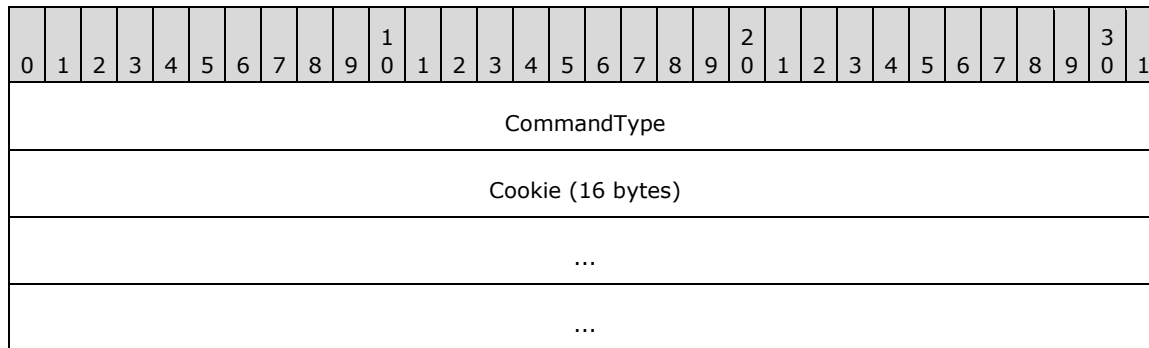 1 2 3
0 1 2 3 4 5 6 7 8 9 0 1 2 3 4 5 6 7 8 9 0 1 2 3 4 5 6 7 8 9 0 1
CommandType
Cookie (16 bytes)
...
...